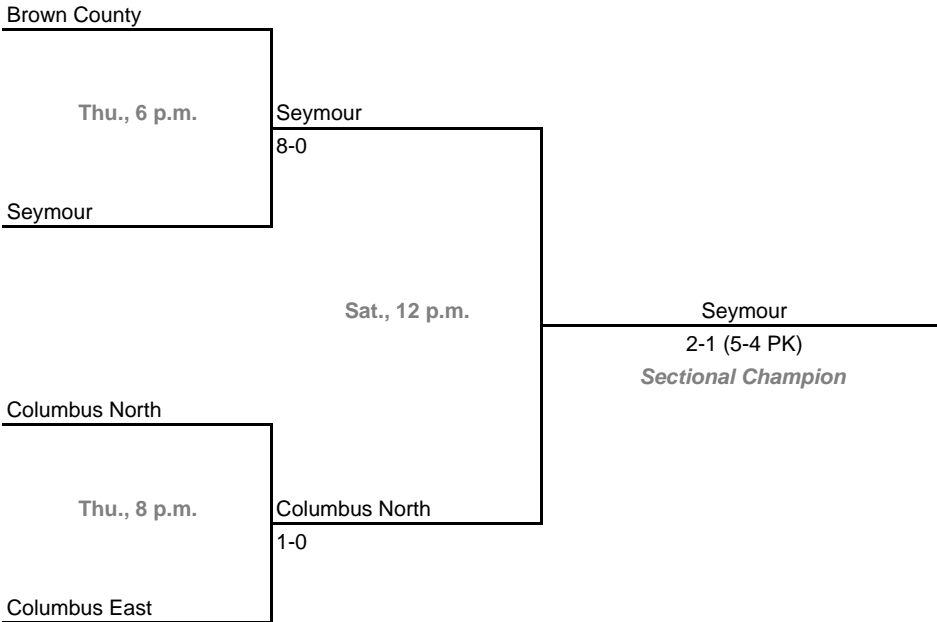 Brown County
Thu., 6 p.m.
Seymour
8-0
Seymour
Sat., 12 p.m.
Seymour
2-1 (5-4 PK)
Sectional Champion
Columbus North
Thu., 8 p.m.
Columbus North
1-0
Columbus East